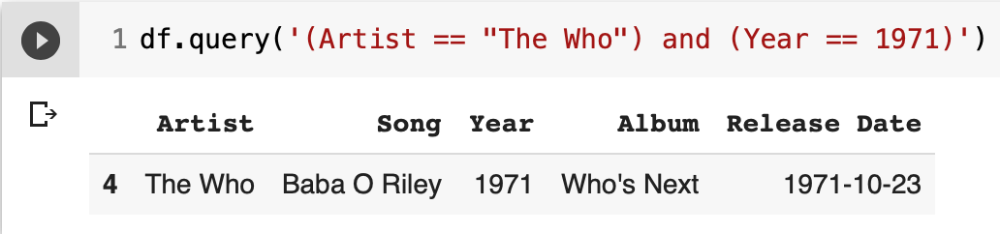 1 df.query('(Artist == "The Who") and (Year == 1971)')
Artist Song Year Album Release Date
4 The Who Baba O Riley 1971 Who's Next 1971-10-23